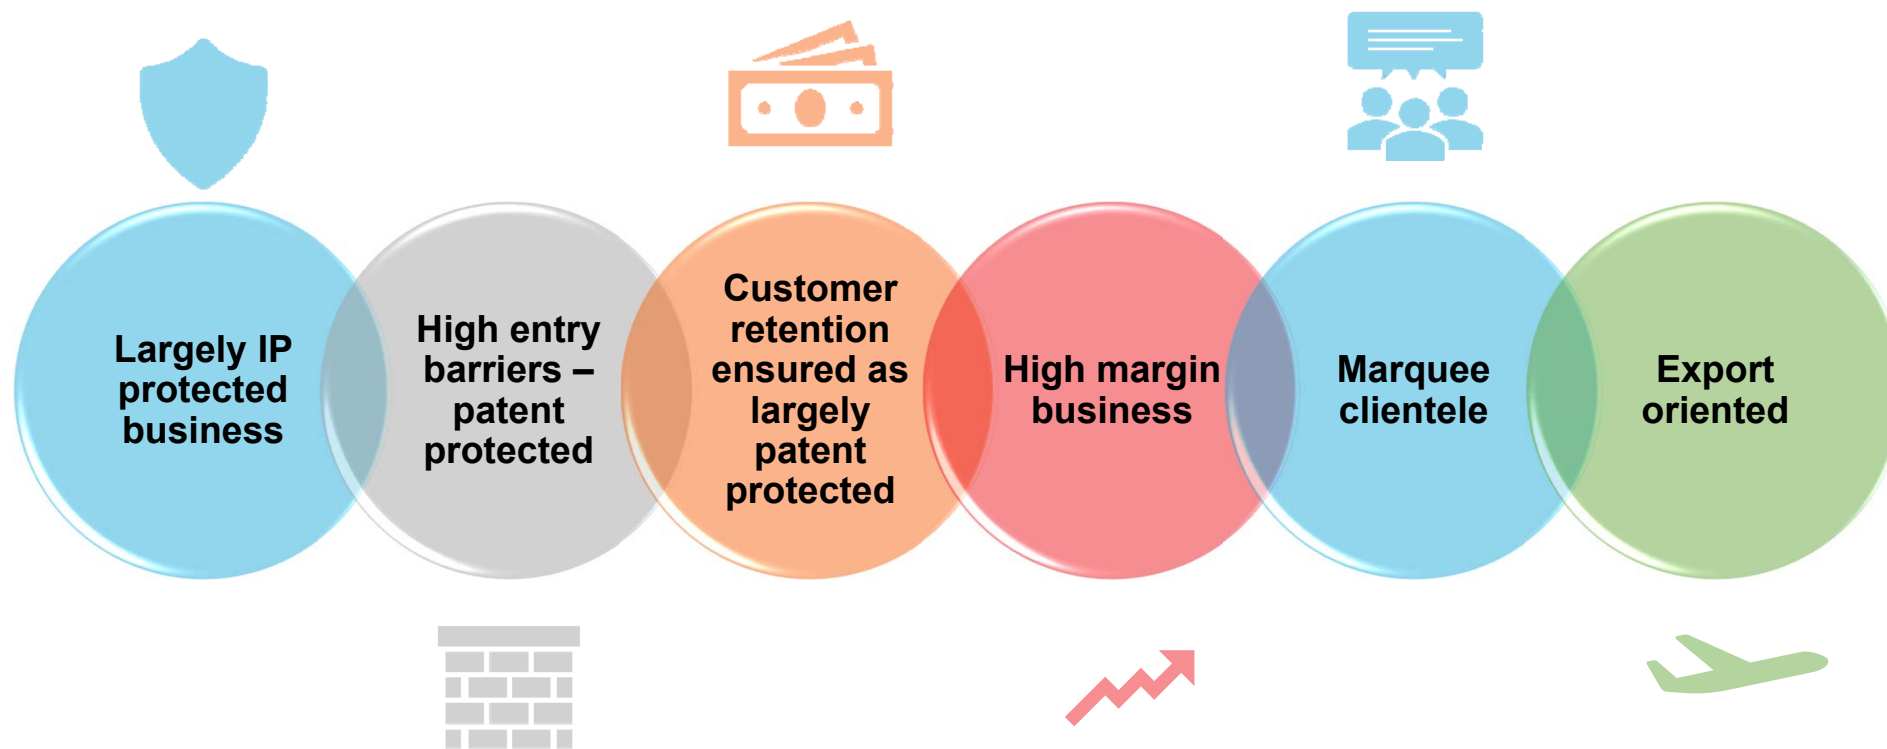 Largely IP
protected
business
High entry
barriers –
patent
protected
Customer
retention
ensured as
largely
patent
protected
High margin
business
Marquee
clientele
Export
oriented